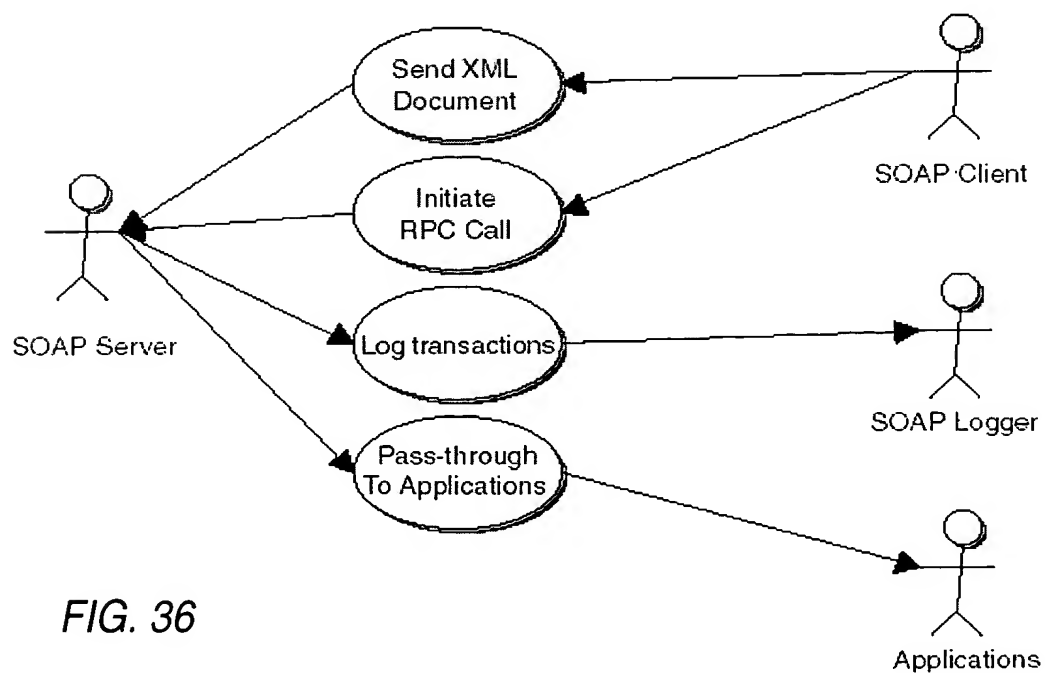 Send XML
Document
SOAP Client
Initiate
RPC Call
SOAP Server
Log transactions
SOAP Logger
Pass-through
To Applications
FIG. 36
Applications